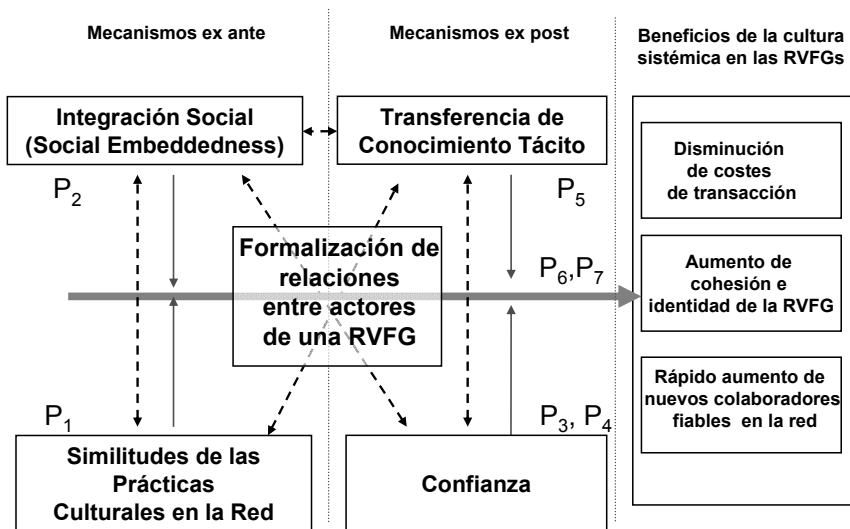 Mecanismos ex ante
Mecanismos ex post
Beneficios de la cultura
sistémica en las RVFGs
Integración Social
(Social Embeddedness)
Transferencia de
Conocimiento Tácito
Disminución
de costes
de transacción
P2
P5
Formalización de
relaciones
entre actores
de una RVFG
P6,P7
Aumento de
cohesión e
identidad de la RVFG
Rápido aumento de
nuevos colaboradores
fiables en la red
P1
P3, P4
Similitudes de las
Prácticas
Culturales en la Red
Confianza